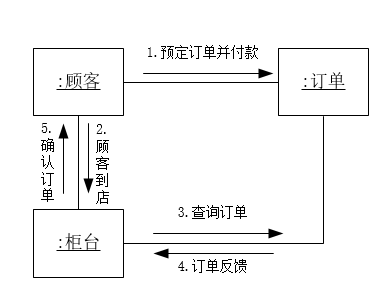 1.预定订单并付款
:顾客
:订单
5.确认订单
2.顾客到店
3.查询订单
:柜台
4.订单反馈